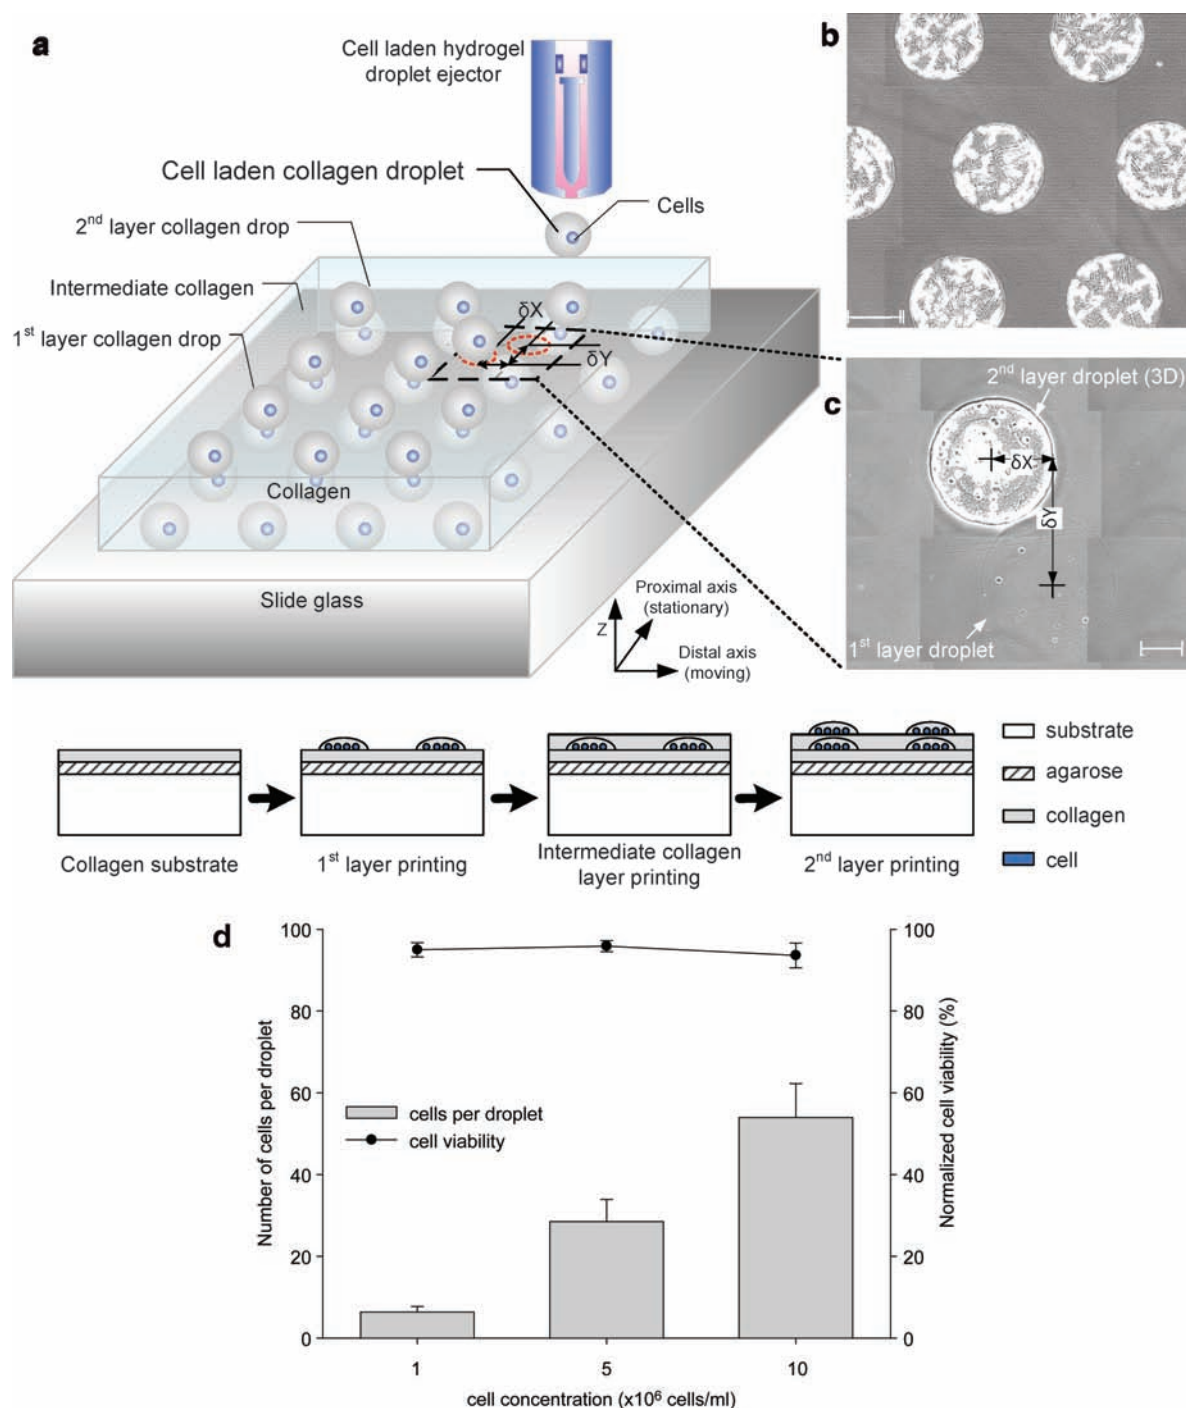 a
Cell laden hydrogel
droplet ejector
Cell laden collagen droplet
Cells
2nd layer collagen drop
Intermediate collagen
1st layer collagen drop
δX
δY
Collagen
Slide glass
Z
Proximal axis
(stationary)
Distal axis
(moving)
b
c
2nd layer droplet (3D)
δX
δY
1st layer droplet
Collagen substrate
1st layer printing
Intermediate collagen
layer printing
2nd layer printing
substrate
agarose
collagen
cell
d
Number of cells per droplet
100
80
60
40
20
0
cells per droplet
cell viability
100
80
60
40
20
0
Normalized cell viability (%)
1
5
10
cell concentration (x10⁶ cells/ml)